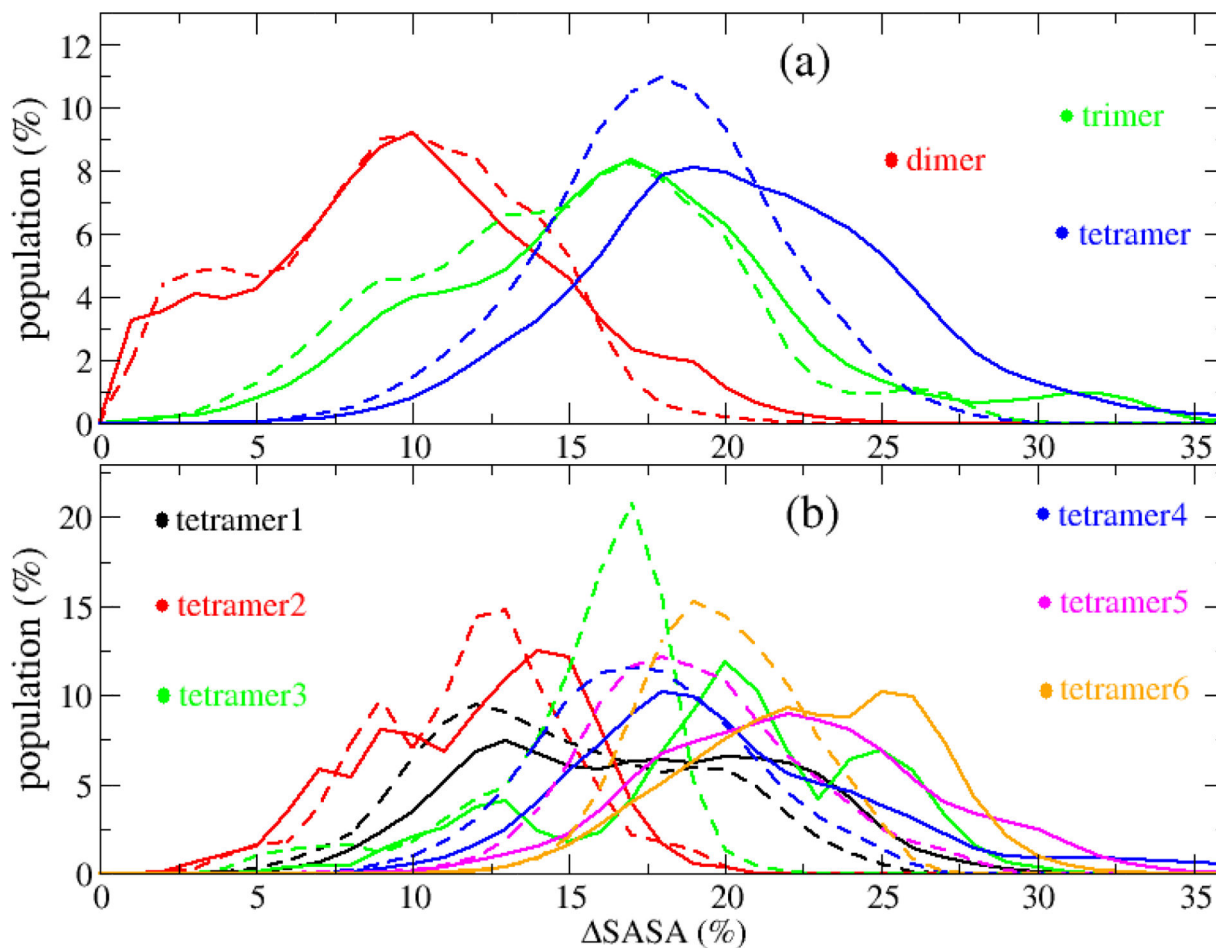 (a)
12
10
8
6
4
2
0
population (%)
trimer
dimer
tetramer
0 5 10 15 20 25 30 35
(b)
20
15
10
5
0
population (%)
tetramer1
tetramer2
tetramer3
tetramer4
tetramer5
tetramer6
0 5 10 15 20 25 30 35
ΔSASA (%)